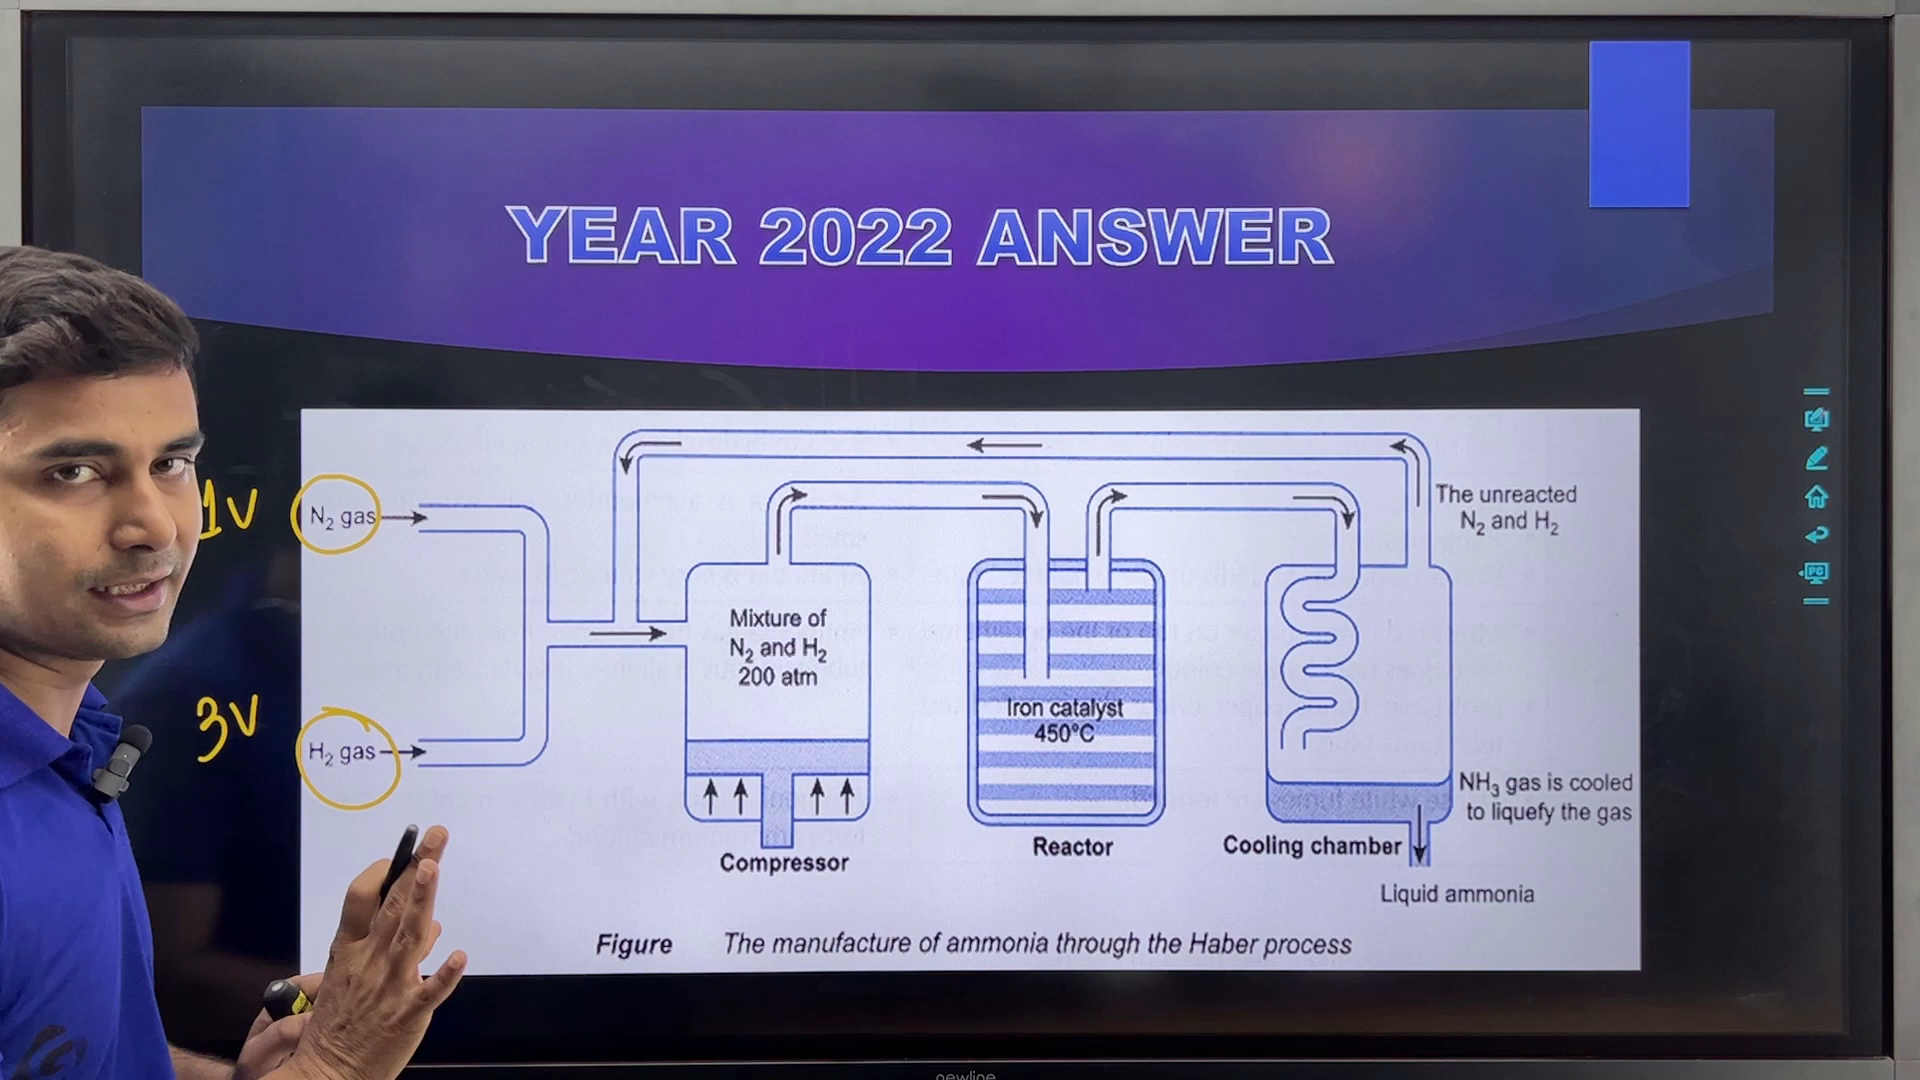 YEAR 2022 ANSWER
1V
N₂ gas
3V
H₂ gas
Mixture of
N₂ and H₂
200 atm
Compressor
Iron catalyst
450°C
Reactor
The unreacted
N₂ and H₂
NH₃ gas is cooled
to liquefy the gas
Cooling chamber
Liquid ammonia
Figure The manufacture of ammonia through the Haber process
PC
newline